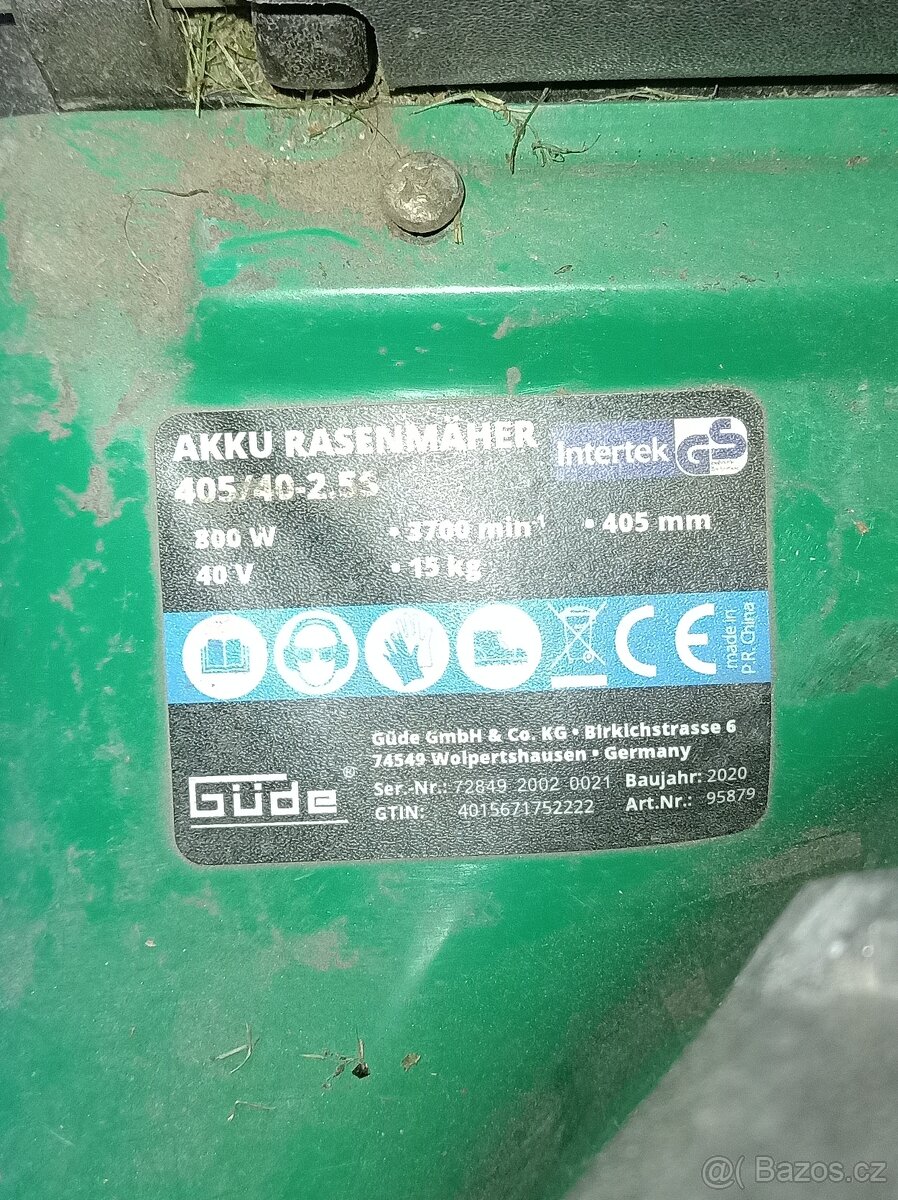 AKKU RASENMÄHER
405/40-2.5S
Intertek GS
800 W • 3700 min⁻¹ • 405 mm
40 V • 15 kg
CE
made in
P.R.China
Güde GmbH & Co. KG • Birkichstrasse 6
74549 Wolpertshausen • Germany
Ser.-Nr.: 72849 2002 0021 Baujahr: 2020
GTIN: 4015671752222 Art.Nr.: 95879
Güde®
@( Bazos.cz